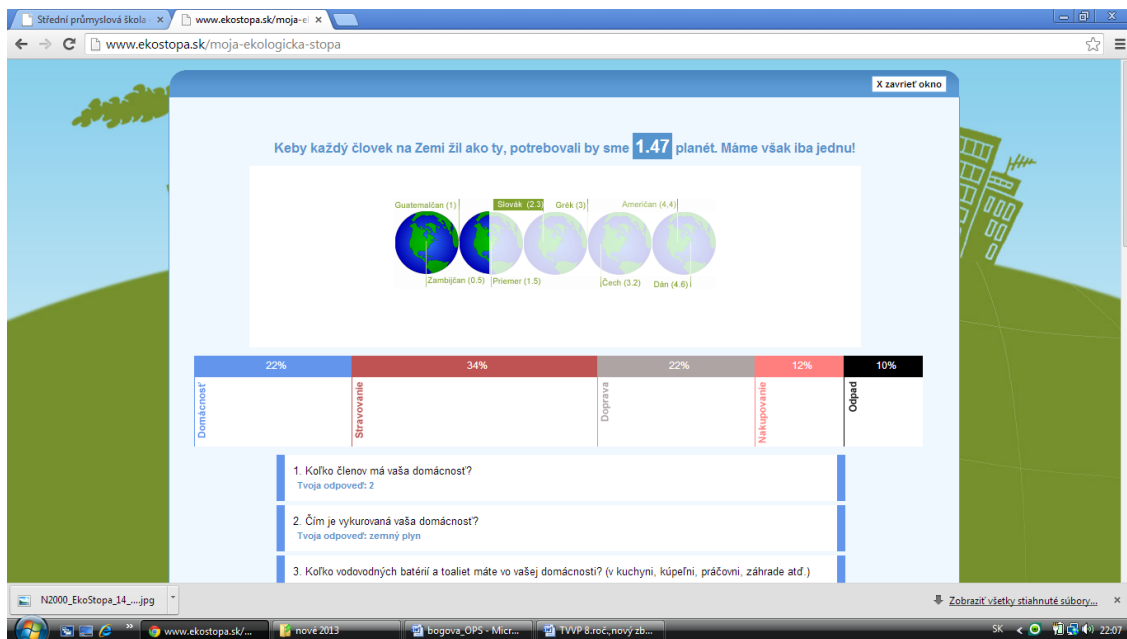 Střední průmyslová škola
www.ekostopa.sk/moja-e
www.ekostopa.sk/moja-ekologicka-stopa
X zavrieť okno
Keby každý človek na Zemi žil ako ty, potrebovali by sme 1.47 planét. Máme však iba jednu!
Guatemalčan (1) Slovák (2.3) Grék (3) Američan (4,4)
Zambijčan (0.5) Priemer (1.5) Čech (3.2) Dán (4.6)
22% 34% 22% 12% 10%
Domácnosť
Stravovanie
Doprava
Nakupovanie
Odpad
1. Koľko členov má vaša domácnosť?
Tvoja odpoveď: 2
2. Čím je vykurovaná vaša domácnosť?
Tvoja odpoveď: zemný plyn
3. Koľko vodovodných batérií a toaliet máte vo vašej domácnosti? (v kuchyni, kúpeľni, práčovni, záhrade atď.)
N2000_EkoStopa_14_....jpg
Zobraziť všetky stiahnuté súbory...
www.ekostopa.sk/... nové 2013 bogova_OPS - Micr... TVVP 8.roč.,nový zb... SK 22:07